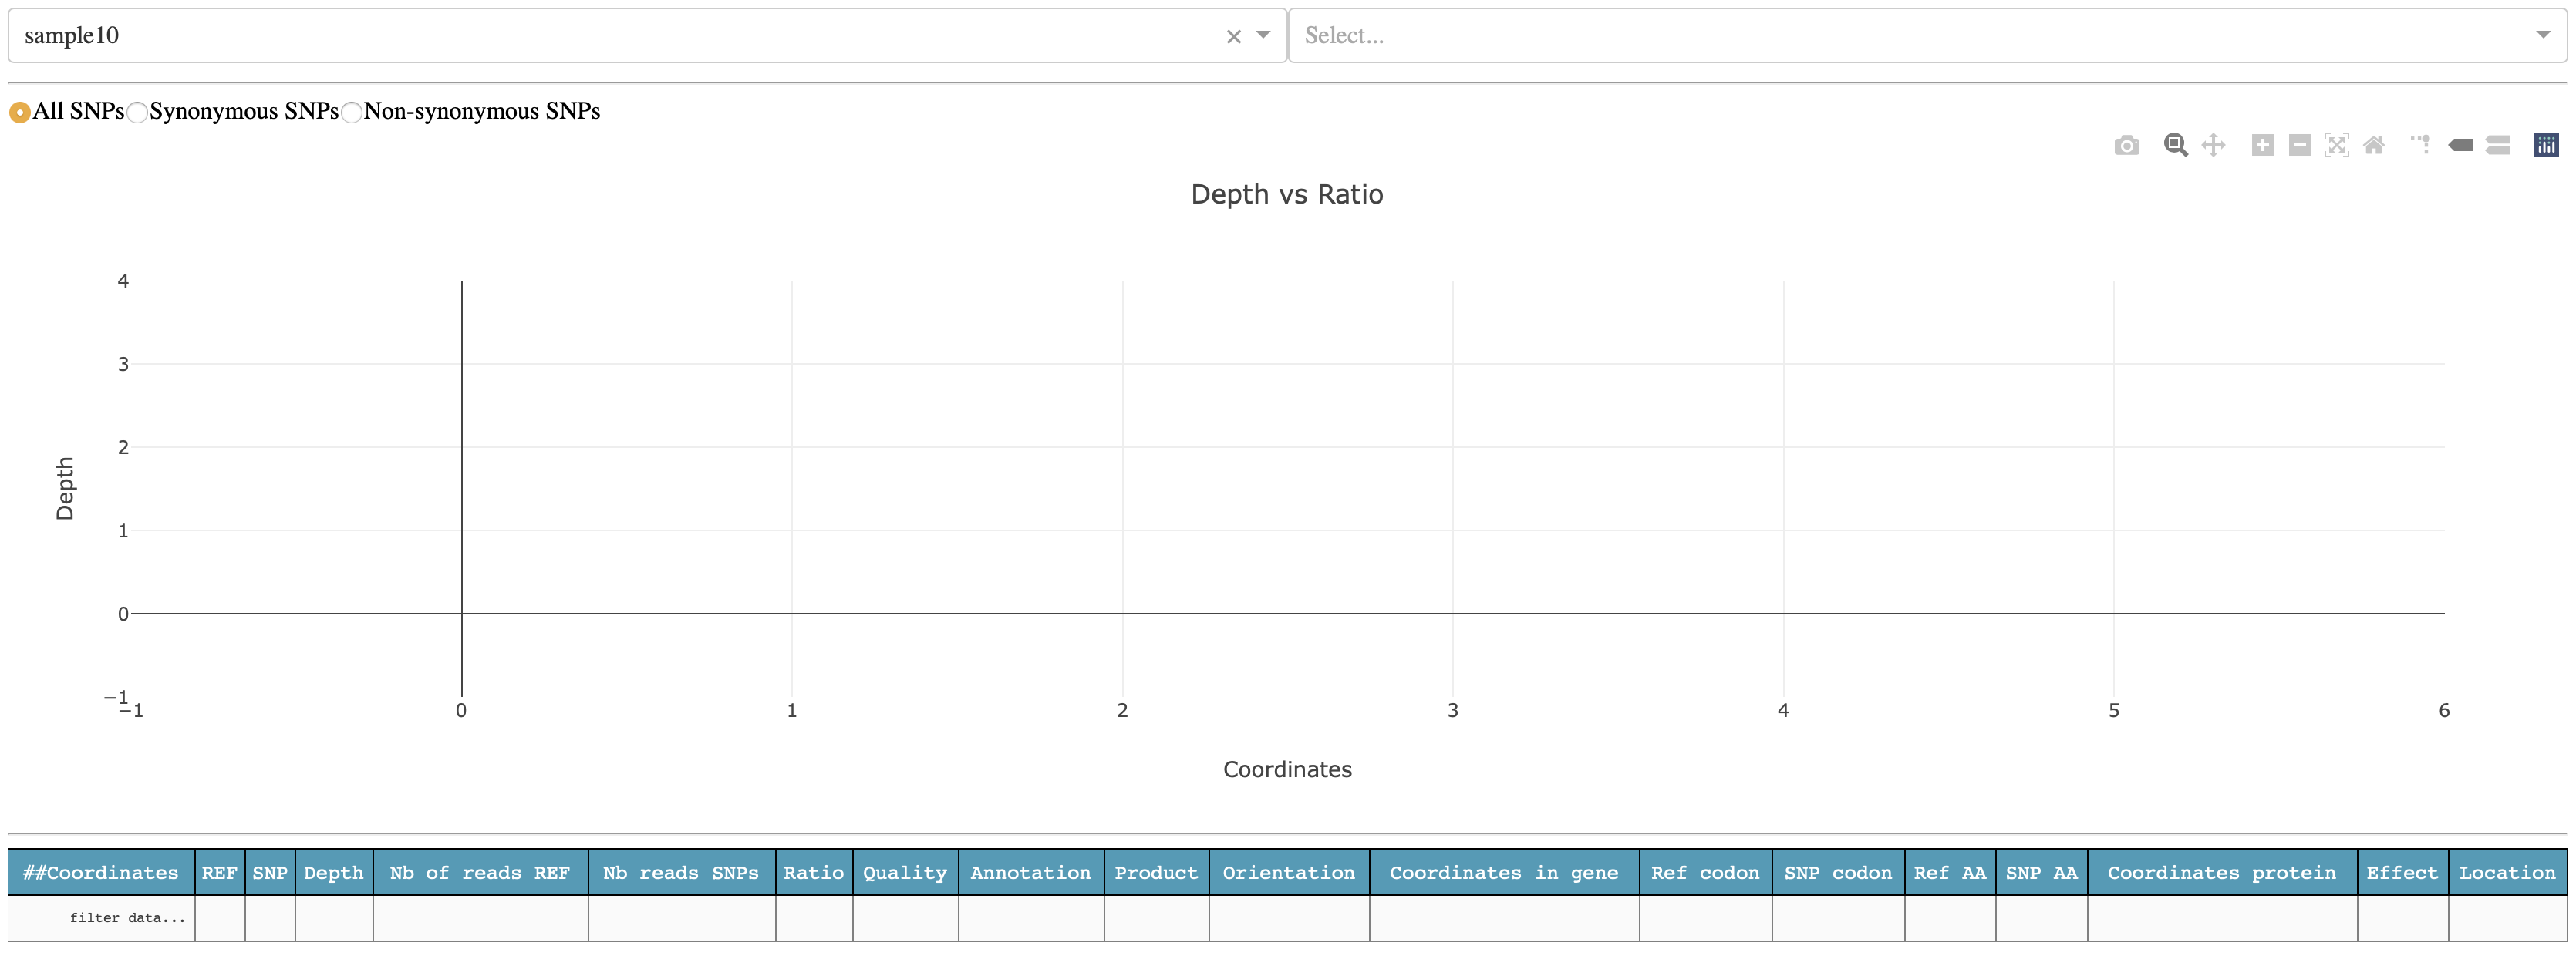 sample10 Select...
All SNPs Synonymous SNPs Non-synonymous SNPs
Depth vs Ratio
4
3
2
1
0
−1
Depth
−1 0 1 2 3 4 5 6
Coordinates
##Coordinates REF SNP Depth Nb of reads REF Nb reads SNPs Ratio Quality Annotation Product Orientation Coordinates in gene Ref codon SNP codon Ref AA SNP AA Coordinates protein Effect Location
filter data...